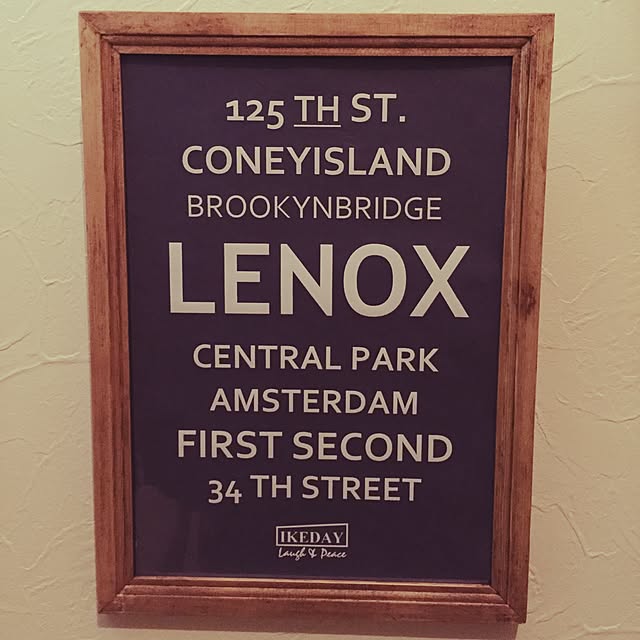 125 TH ST.
CONEYISLAND
BROOKYNBRIDGE
LENOX
CENTRAL PARK
AMSTERDAM
FIRST SECOND
34 TH STREET
IKEDAY
Laugh & Peace